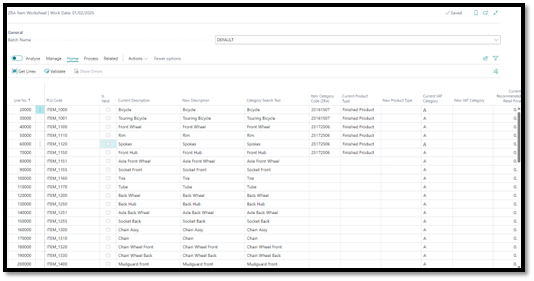 ZRA Item Worksheet | Work Date: 31/02/2025
Saved
General
Batch Name DEFAULT
Analyze Manage Home Process Related Actions Fewer options
Get Lines Validate Show Errors
Line No. PLU Code Is Valid Current Description New Description Category Search Text Item Category Code (ZRA) Current Product Type New Product Type Current VAT Category New VAT Category Current Recommended Retail Price
20000 ITEM_1000 Bicycle Bicycle Bicycle 25161507 Finished Product A 0.
30000 ITEM_1001 Touring Bicycle Touring Bicycle Touring Bicycle 25161507 Finished Product A 0.
40000 ITEM_1100 Front Wheel Front Wheel Front Wheel 25172506 Finished Product A 0.
50000 ITEM_1110 Rim Rim Rim 25172506 Finished Product A 0.
60000 ITEM_1120 Spokes Spokes Spokes 25172506 Finished Product A 0.
70000 ITEM_1150 Front Hub Front Hub Front Hub 25172506 Finished Product A 0.
80000 ITEM_1151 Axle Front Wheel Axle Front Wheel Axle Front Wheel A 0.
90000 ITEM_1155 Socket Front Socket Front Socket Front A 0.
100000 ITEM_1160 Tire Tire Tire A 0.
110000 ITEM_1170 Tube Tube Tube A 0.
120000 ITEM_1200 Back Wheel Back Wheel Back Wheel A 0.
130000 ITEM_1250 Back Hub Back Hub Back Hub A 0.
140000 ITEM_1251 Axle Back Wheel Axle Back Wheel Axle Back Wheel A 0.
150000 ITEM_1255 Socket Back Socket Back Socket Back A 0.
160000 ITEM_1300 Chain Assy Chain Assy Chain Assy A 0.
170000 ITEM_1310 Chain Chain Chain A 0.
180000 ITEM_1320 Chain Wheel Front Chain Wheel Front Chain Wheel Front A 0.
190000 ITEM_1330 Chain Wheel Back Chain Wheel Back Chain Wheel Back A 0.
200000 ITEM_1400 Mudguard front Mudguard front Mudguard front A 0.